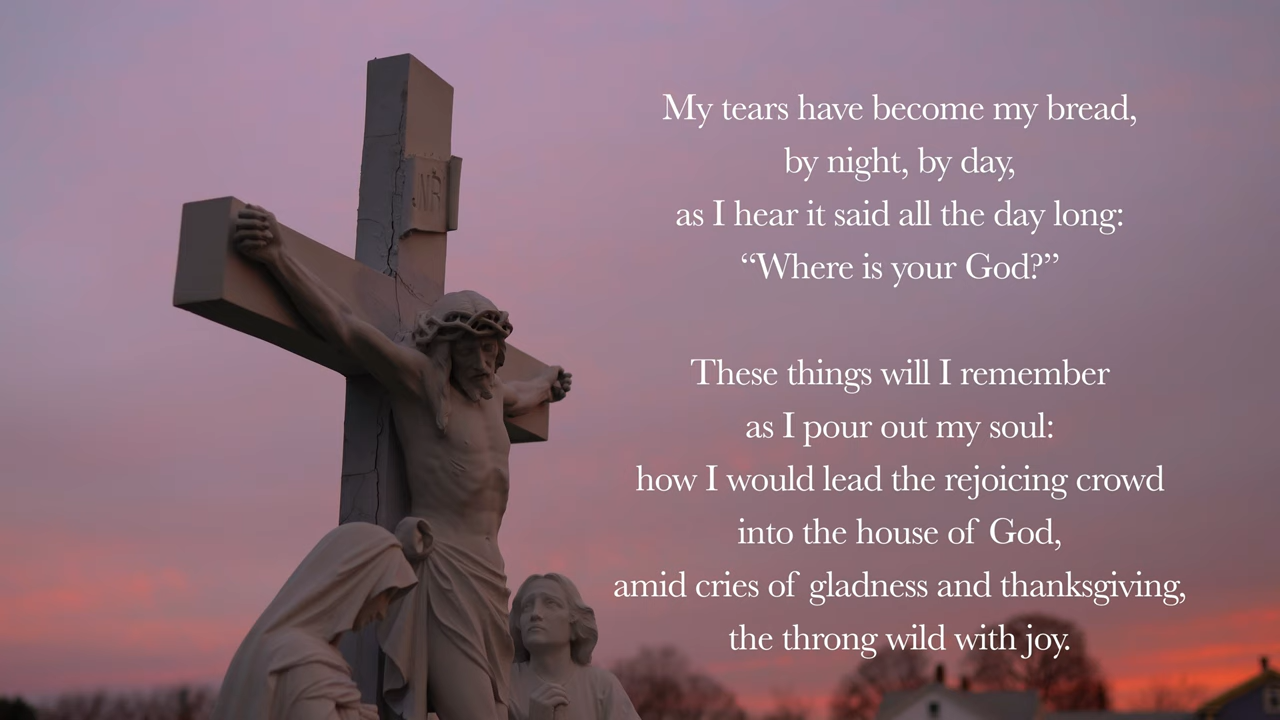 My tears have become my bread,
by night, by day,
as I hear it said all the day long:
“Where is your God?”
These things will I remember
as I pour out my soul:
how I would lead the rejoicing crowd
into the house of God,
amid cries of gladness and thanksgiving,
the throng wild with joy.